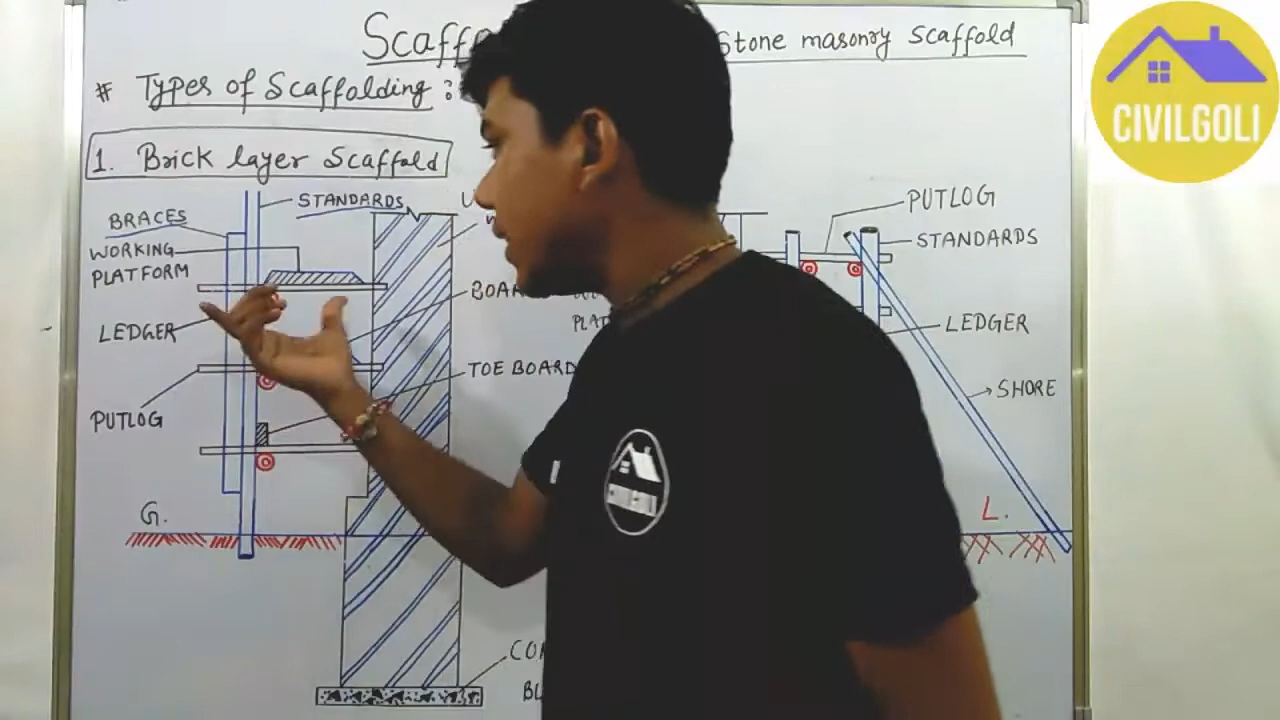 Stone masonry Scaffold
# Types of Scaffolding :
1. Brick layer Scaffold
STANDARDS
BRACES
WORKING
PLATFORM
LEDGER
PUTLOG
TOE BOARD
G.
PUTLOG
STANDARDS
LEDGER
SHORE
L.
CIVILGOLI